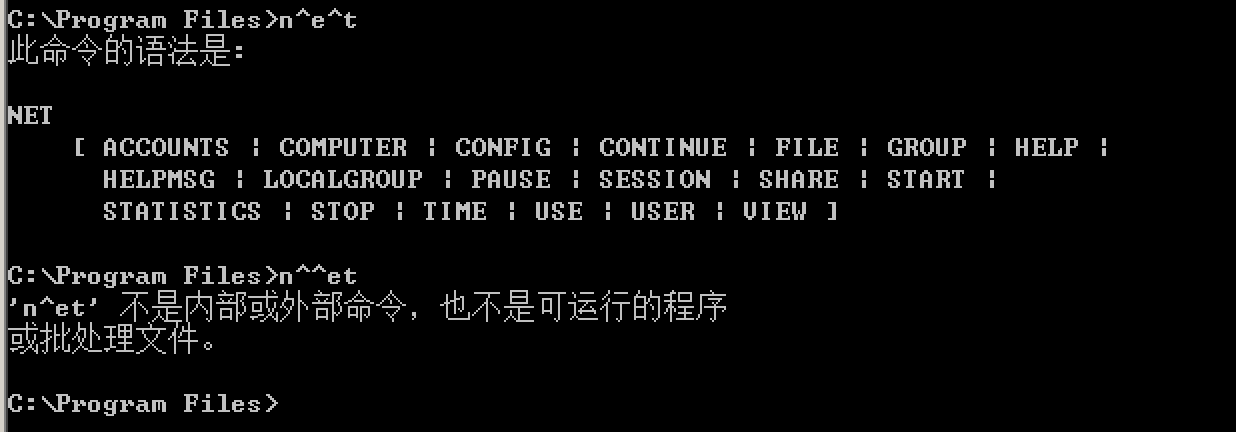 C:\Program Files>n^e^t
此命令的语法是:
NET
[ ACCOUNTS ¦ COMPUTER ¦ CONFIG ¦ CONTINUE ¦ FILE ¦ GROUP ¦ HELP ¦
HELPMSG ¦ LOCALGROUP ¦ PAUSE ¦ SESSION ¦ SHARE ¦ START ¦
STATISTICS ¦ STOP ¦ TIME ¦ USE ¦ USER ¦ VIEW ]
C:\Program Files>n^^et
'n^et' 不是内部或外部命令，也不是可运行的程序
或批处理文件。
C:\Program Files>